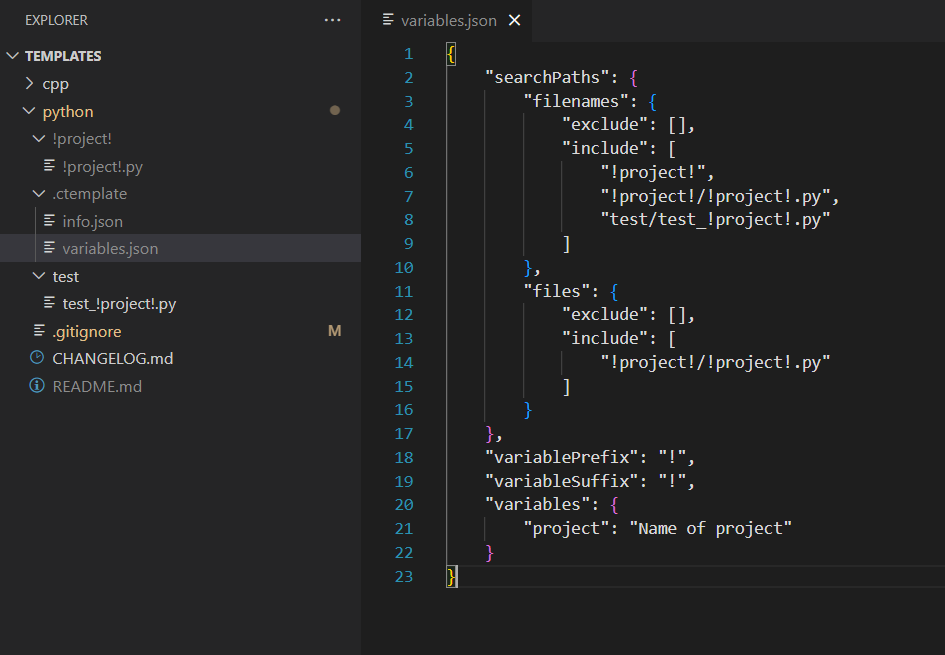 EXPLORER
TEMPLATES
cpp
python
!project!
!project!.py
.ctemplate
info.json
variables.json
test
test_!project!.py
.gitignore M
CHANGELOG.md
README.md
variables.json
1 {
2 "searchPaths": {
3 "filenames": {
4 "exclude": [],
5 "include": [
6 "!project!",
7 "!project!/!project!.py",
8 "test/test_!project!.py"
9 ]
10 },
11 "files": {
12 "exclude": [],
13 "include": [
14 "!project!/!project!.py"
15 ]
16 }
17 },
18 "variablePrefix": "!",
19 "variableSuffix": "!",
20 "variables": {
21 "project": "Name of project"
22 }
23 }